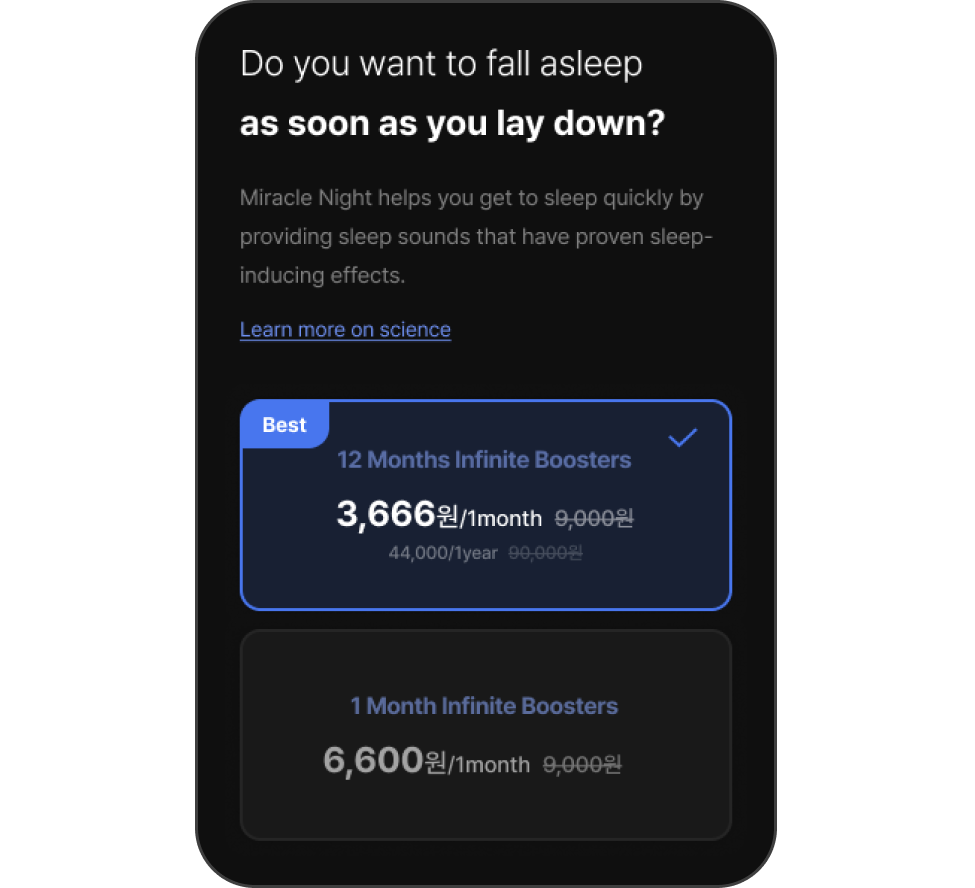 Do you want to fall asleep
as soon as you lay down?
Miracle Night helps you get to sleep quickly by
providing sleep sounds that have proven sleep-
inducing effects.
Learn more on science
Best
12 Months Infinite Boosters
3,666원/1month 9,000원
44,000/1year 90,000원
1 Month Infinite Boosters
6,600원/1month 9,000원